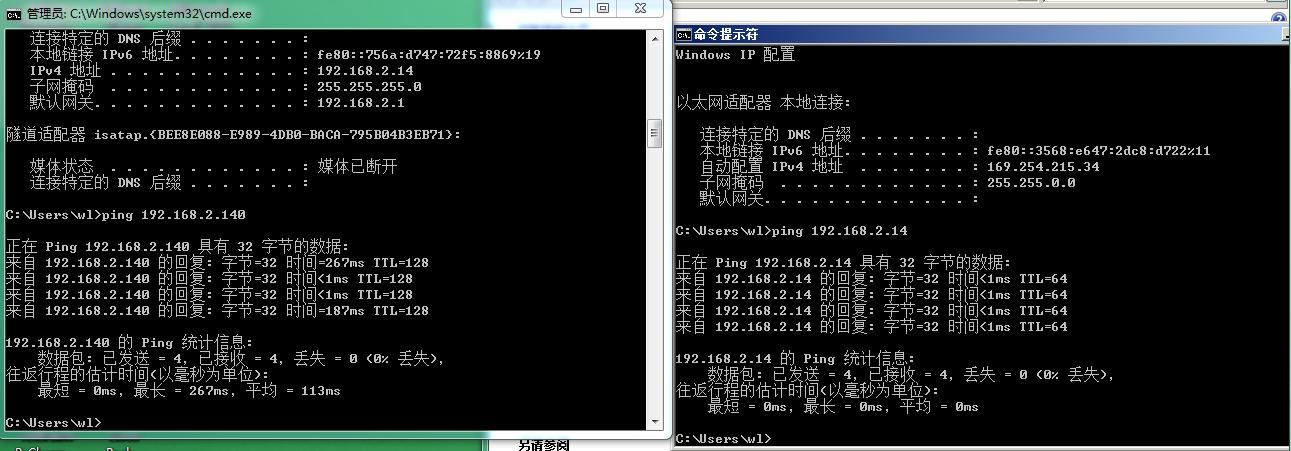 管理员: C:\Windows\system32\cmd.exe
连接特定的 DNS 后缀 . . . . . . . :
本地链接 IPv6 地址. . . . . . . . : fe80::756a:d747:72f5:8869%19
IPv4 地址 . . . . . . . . . . . . : 192.168.2.14
子网掩码 . . . . . . . . . . . . : 255.255.255.0
默认网关. . . . . . . . . . . . . : 192.168.2.1
隧道适配器 isatap.{BEE8E088-E989-4DB0-BACA-795B04B3EB71}:
媒体状态 . . . . . . . . . . . . : 媒体已断开
连接特定的 DNS 后缀 . . . . . . . :
C:\Users\wl>ping 192.168.2.140
正在 Ping 192.168.2.140 具有 32 字节的数据:
来自 192.168.2.140 的回复: 字节=32 时间=267ms TTL=128
来自 192.168.2.140 的回复: 字节=32 时间<1ms TTL=128
来自 192.168.2.140 的回复: 字节=32 时间<1ms TTL=128
来自 192.168.2.140 的回复: 字节=32 时间=187ms TTL=128
192.168.2.140 的 Ping 统计信息:
数据包: 已发送 = 4, 已接收 = 4, 丢失 = 0 (0% 丢失),
往返行程的估计时间(以毫秒为单位):
最短 = 0ms, 最长 = 267ms, 平均 = 113ms
C:\Users\wl>
命令提示符
Windows IP 配置
以太网适配器 本地连接:
连接特定的 DNS 后缀 . . . . . . . :
本地链接 IPv6 地址. . . . . . . . : fe80::3568:e647:2dc8:d722%11
自动配置 IPv4 地址 . . . . . . . : 169.254.215.34
子网掩码 . . . . . . . . . . . . : 255.255.0.0
默认网关. . . . . . . . . . . . . :
C:\Users\wl>ping 192.168.2.14
正在 Ping 192.168.2.14 具有 32 字节的数据:
来自 192.168.2.14 的回复: 字节=32 时间<1ms TTL=64
来自 192.168.2.14 的回复: 字节=32 时间<1ms TTL=64
来自 192.168.2.14 的回复: 字节=32 时间<1ms TTL=64
来自 192.168.2.14 的回复: 字节=32 时间<1ms TTL=64
192.168.2.14 的 Ping 统计信息:
数据包: 已发送 = 4, 已接收 = 4, 丢失 = 0 (0% 丢失),
往返行程的估计时间(以毫秒为单位):
最短 = 0ms, 最长 = 0ms, 平均 = 0ms
C:\Users\wl>
另请参阅